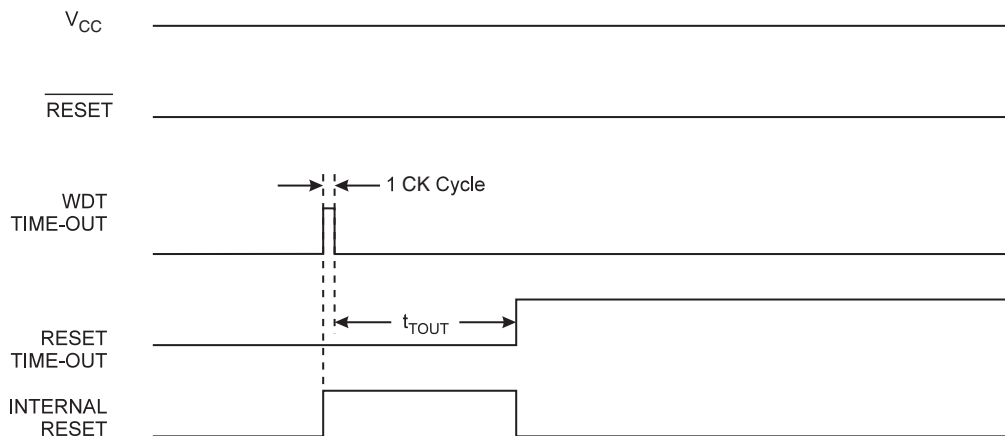 VCC
RESET
1 CK Cycle
WDT
TIME-OUT
tTOUT
RESET
TIME-OUT
INTERNAL
RESET